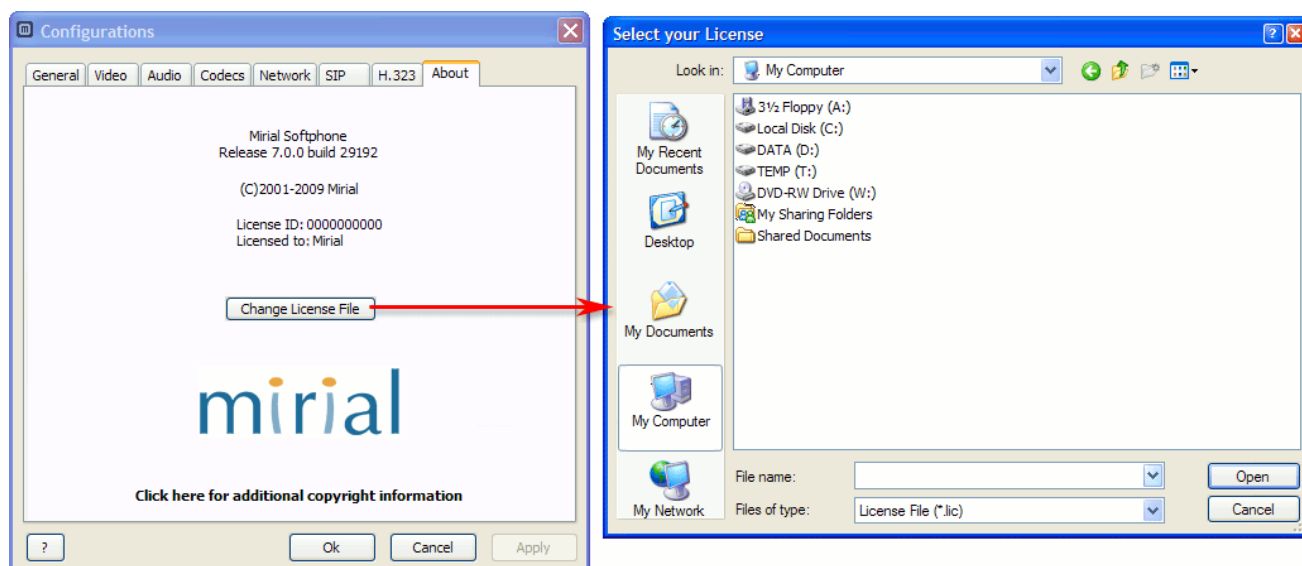 Configurations
General Video Audio Codecs Network SIP H.323 About
Mirial Softphone
Release 7.0.0 build 29192
(C)2001-2009 Mirial
License ID: 0000000000
Licensed to: Mirial
Change License File
mirial
Click here for additional copyright information
? Ok Cancel Apply
Select your License
?
Look in: My Computer
My Recent
Documents
Desktop
My Documents
My Computer
My Network
3½ Floppy (A:)
Local Disk (C:)
DATA (D:)
TEMP (T:)
DVD-RW Drive (W:)
My Sharing Folders
Shared Documents
File name: Open
Files of type: License File (*.lic) Cancel